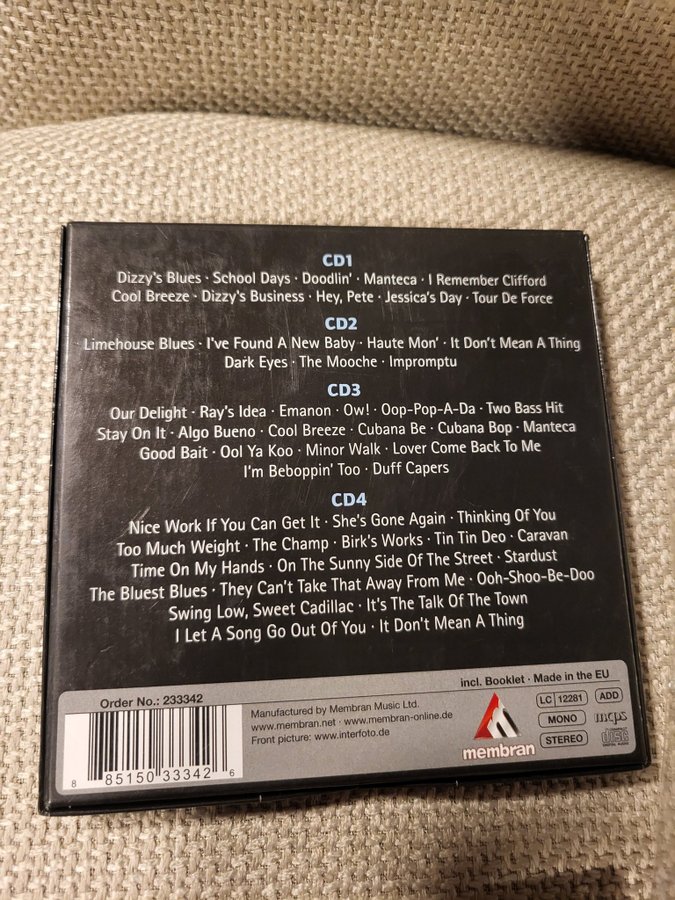 CD1
Dizzy's Blues · School Days · Doodlin' · Manteca · I Remember Clifford
Cool Breeze · Dizzy's Business · Hey, Pete · Jessica's Day · Tour De Force
CD2
Limehouse Blues · I've Found A New Baby · Haute Mon' · It Don't Mean A Thing
Dark Eyes · The Mooche · Impromptu
CD3
Our Delight · Ray's Idea · Emanon · Ow! · Oop-Pop-A-Da · Two Bass Hit
Stay On It · Algo Bueno · Cool Breeze · Cubana Be · Cubana Bop · Manteca
Good Bait · Ool Ya Koo · Minor Walk · Lover Come Back To Me
I'm Beboppin' Too · Duff Capers
CD4
Nice Work If You Can Get It · She's Gone Again · Thinking Of You
Too Much Weight · The Champ · Birk's Works · Tin Tin Deo · Caravan
Time On My Hands · On The Sunny Side Of The Street · Stardust
The Bluest Blues · They Can't Take That Away From Me · Ooh-Shoo-Be-Doo
Swing Low, Sweet Cadillac · It's The Talk Of The Town
I Let A Song Go Out Of You · It Don't Mean A Thing
incl. Booklet · Made in the EU
Order No.: 233342
8 85150 33342 6
Manufactured by Membran Music Ltd.
www.membran.net · www.membran-online.de
Front picture: www.interfoto.de
membran
LC 12281
ADD
MONO
mcps
STEREO
disc
DIGITAL AUDIO